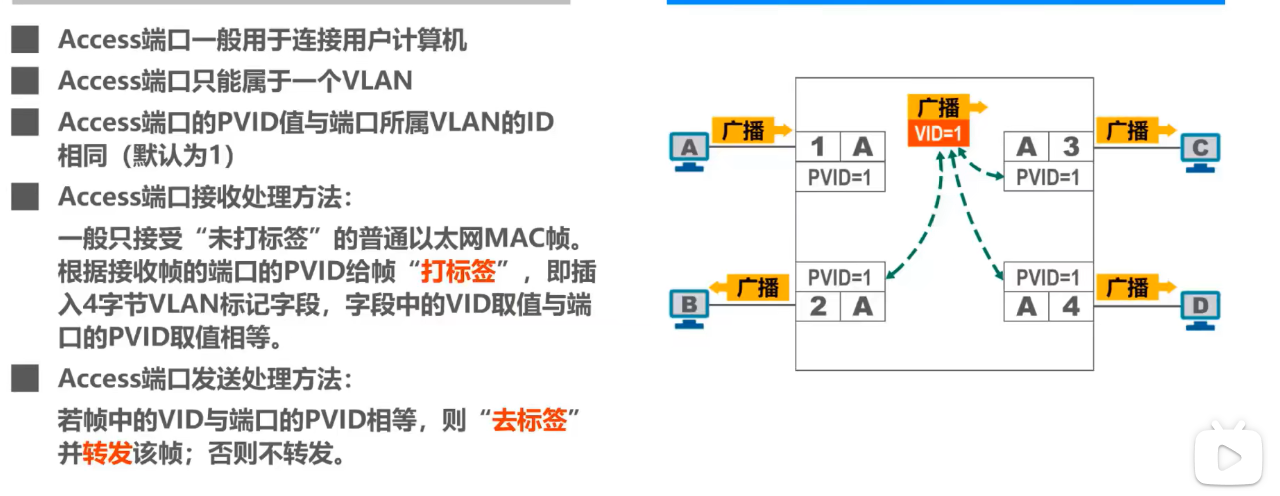 Access端口一般用于连接用户计算机
Access端口只能属于一个VLAN
Access端口的PVID值与端口所属VLAN的ID
相同（默认为1）
Access端口接收处理方法：
一般只接受“未打标签”的普通以太网MAC帧。
根据接收帧的端口的PVID给帧“打标签”，即插
入4字节VLAN标记字段，字段中的VID取值与端
口的PVID取值相等。
Access端口发送处理方法：
若帧中的VID与端口的PVID相等，则“去标签”
并转发该帧；否则不转发。
广播
VID=1
A
广播
1 A
PVID=1
A 3
PVID=1
广播
C
B
广播
PVID=1
2 A
PVID=1
A 4
广播
D